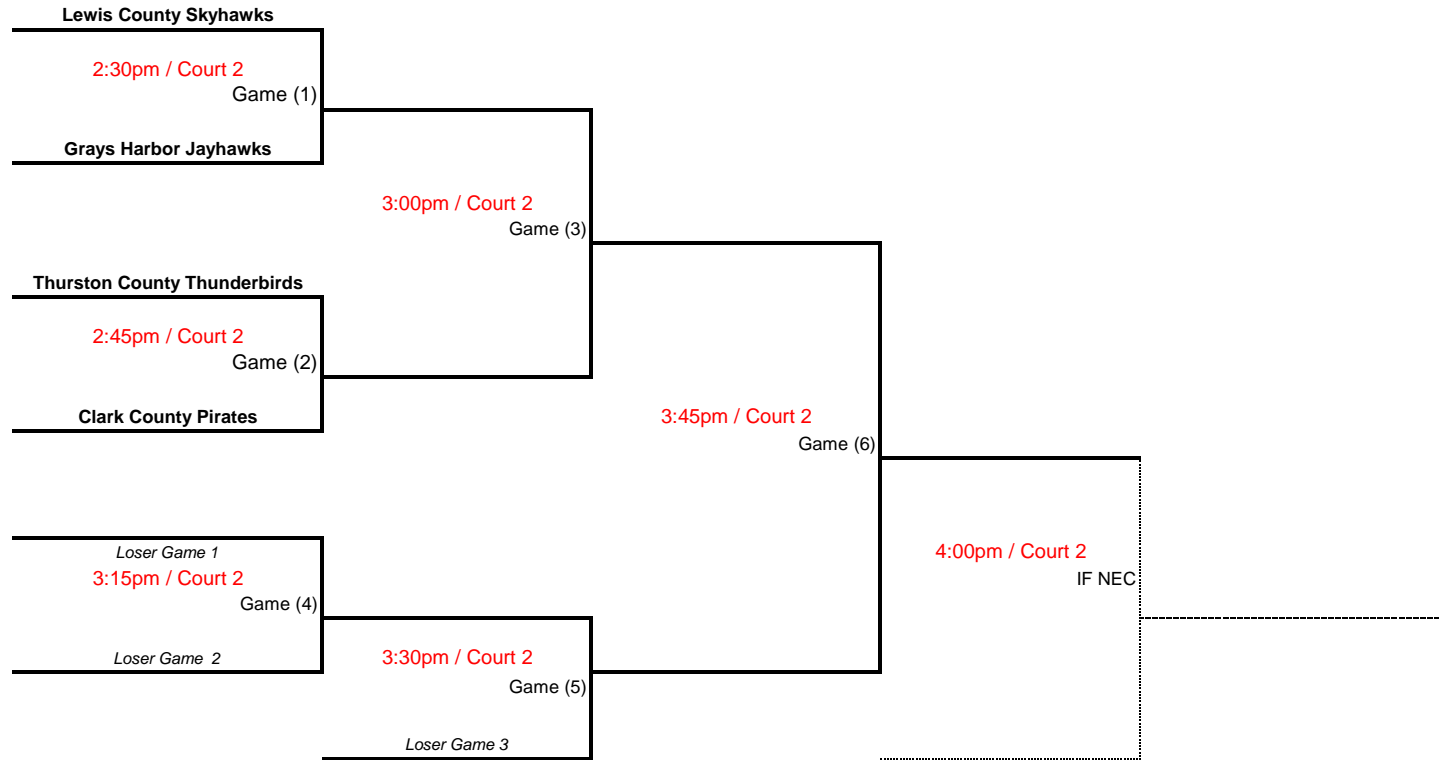 Lewis County Skyhawks
2:30pm / Court 2
Game (1)
Grays Harbor Jayhawks
3:00pm / Court 2
Game (3)
Thurston County Thunderbirds
2:45pm / Court 2
Game (2)
Clark County Pirates
3:45pm / Court 2
Game (6)
Loser Game 1
3:15pm / Court 2
Game (4)
4:00pm / Court 2
IF NEC
Loser Game 2
3:30pm / Court 2
Game (5)
Loser Game 3